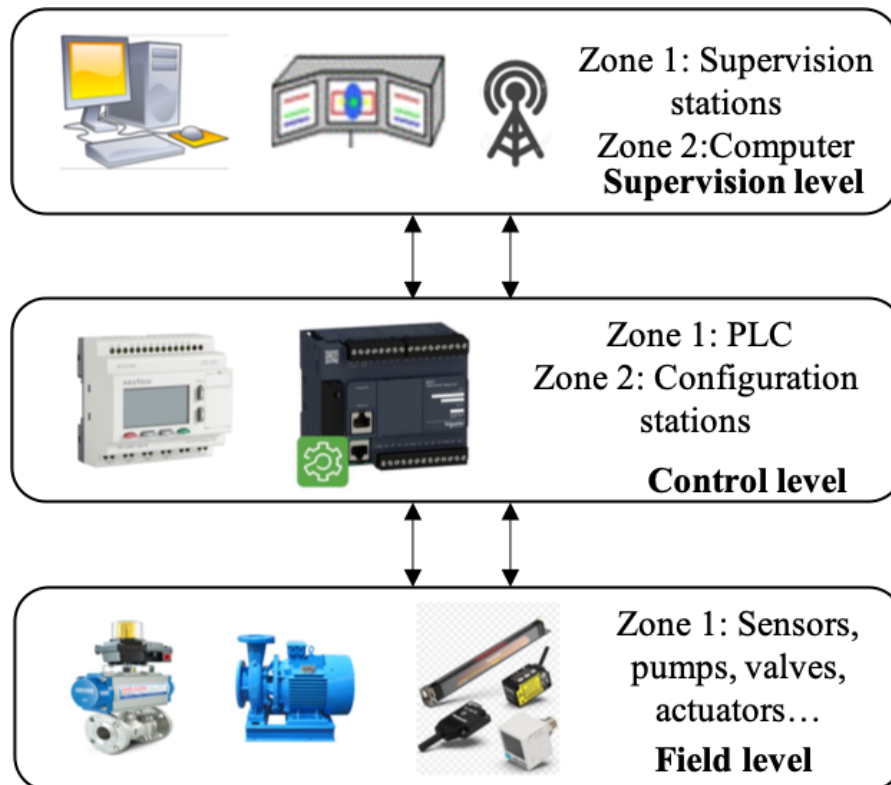 Zone 1: Supervision
stations
Zone 2:Computer
Supervision level
Zone 1: PLC
Zone 2: Configuration
stations
Control level
Zone 1: Sensors,
pumps, valves,
actuators…
Field level